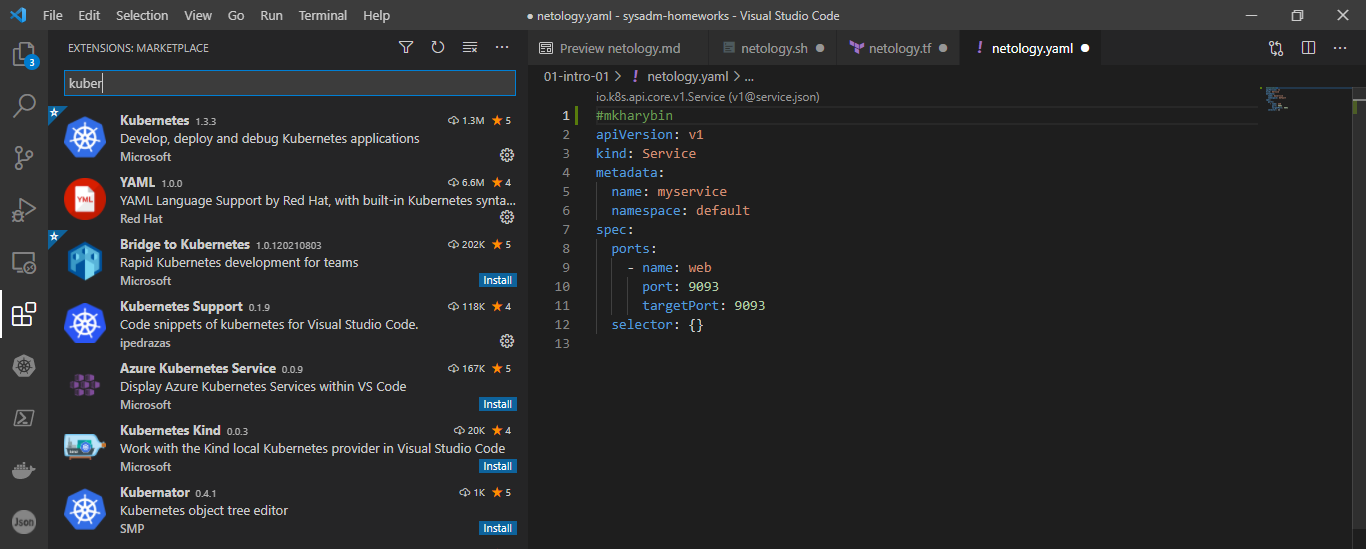 File Edit Selection View Go Run Terminal Help
● netology.yaml - sysadm-homeworks - Visual Studio Code
3
EXTENSIONS: MARKETPLACE
kuber
Kubernetes 1.3.3 1.3M ★ 5
Develop, deploy and debug Kubernetes applications
Microsoft
YAML 1.0.0 6.6M ★ 4
YML
YAML Language Support by Red Hat, with built-in Kubernetes synta...
Red Hat
Bridge to Kubernetes 1.0.120210803 202K ★ 5
Rapid Kubernetes development for teams
Microsoft Install
Kubernetes Support 0.1.9 118K ★ 4
Code snippets of kubernetes for Visual Studio Code.
ipedrazas
Azure Kubernetes Service 0.0.9 167K ★ 5
Display Azure Kubernetes Services within VS Code
Microsoft Install
Kubernetes Kind 0.0.3 20K ★ 4
Work with the Kind local Kubernetes provider in Visual Studio Code
Microsoft Install
Kubernator 0.4.1 1K ★ 5
Kubernetes object tree editor
SMP Install
Json
Preview netology.md netology.sh ● netology.tf ● ! netology.yaml ●
01-intro-01 > ! netology.yaml > ...
io.k8s.api.core.v1.Service (v1@service.json)
1 #mkharybin
2 apiVersion: v1
3 kind: Service
4 metadata:
5   name: myservice
6   namespace: default
7 spec:
8   ports:
9     - name: web
10       port: 9093
11       targetPort: 9093
12   selector: {}
13